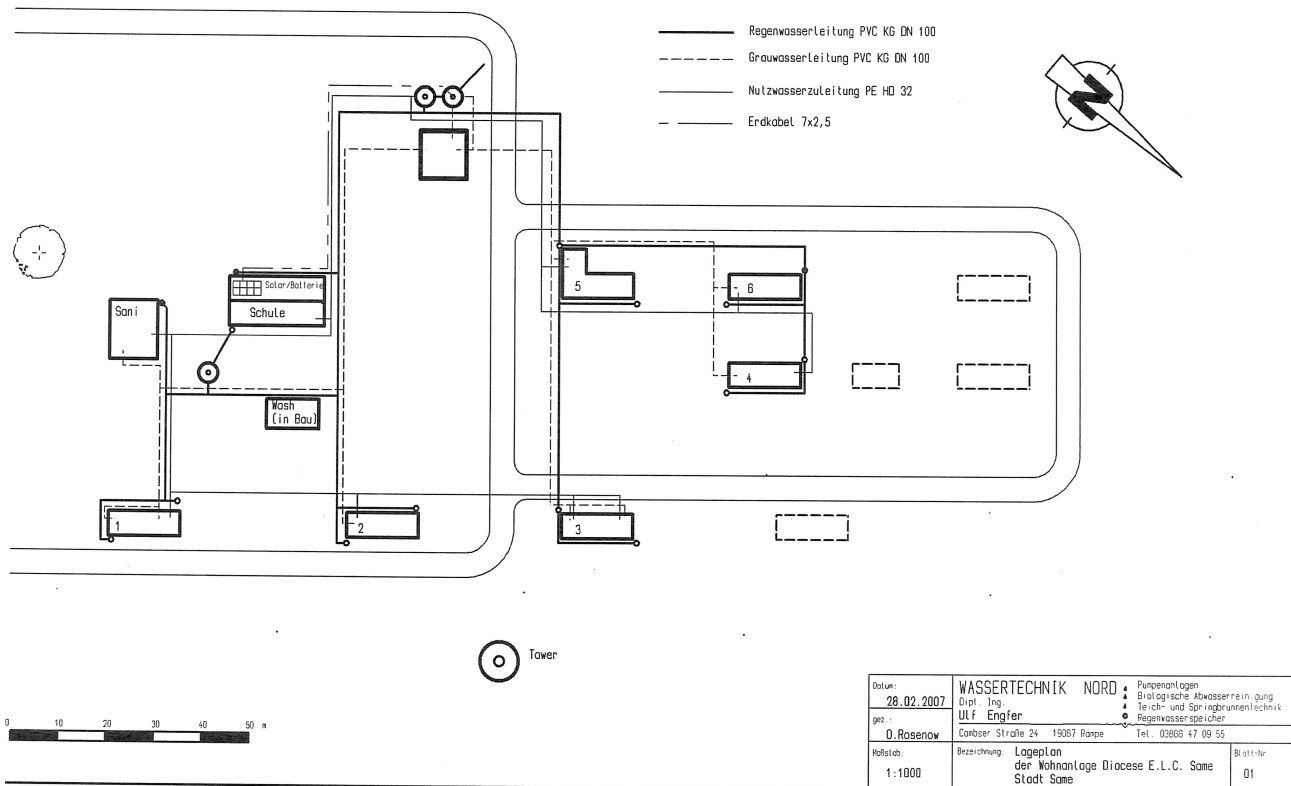 Regenwasserleitung PVC KG DN 100
Grauwasserleitung PVC KG DN 100
Nutzwasserzuleitung PE HD 32
Erdkabel 7x2,5
N
Solar/Batterie
Schule
Sani
Wash
(in Bau)
5
6
4
1
2
3
Tower
0 10 20 30 40 50 m
Datum:
28.02.2007
gez.:
O.Rosenow
Maßstab:
1:1000
WASSERTECHNIK NORD
Dipl. Ing.
Ulf Engfer
Pumpenanlagen
Biologische Abwasserreinigung
Teich- und Springbrunnentechnik
Regenwasserspeicher
Cambser Straße 24 19067 Rampe Tel. 03866 47 09 55
Bezeichnung: Lageplan
der Wohnanlage Diocese E.L.C. Same
Stadt Same
Blatt-Nr
01